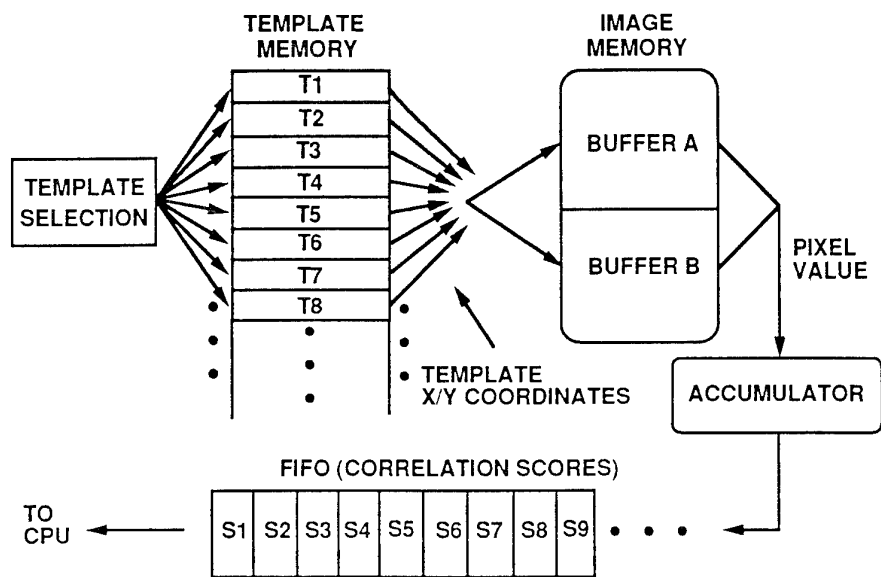 TEMPLATE
MEMORY
IMAGE
MEMORY
TEMPLATE
SELECTION
T1
T2
T3
T4
T5
T6
T7
T8
BUFFER A
BUFFER B
PIXEL
VALUE
TEMPLATE
X/Y COORDINATES
ACCUMULATOR
FIFO (CORRELATION SCORES)
TO
CPU
S1 S2 S3 S4 S5 S6 S7 S8 S9